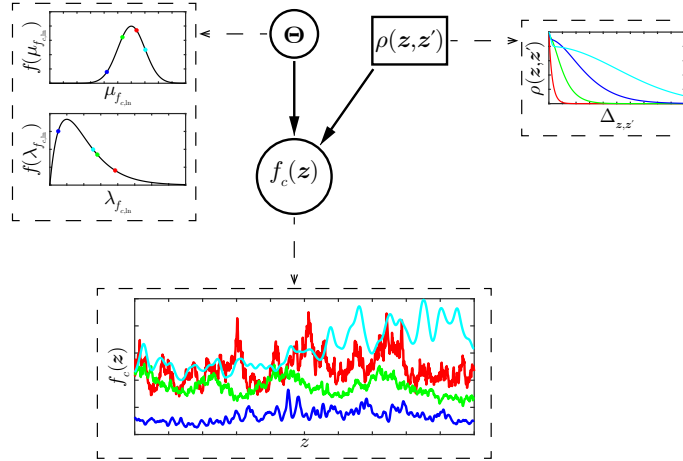 f(μ_{f_{c,ln}})
μ_{f_{c,ln}}
f(λ_{f_{c,ln}})
λ_{f_{c,ln}}
Θ
ρ(z,z′)
ρ(z,z′)
Δ_{z,z′}
f_c(z)
f_c(z)
z